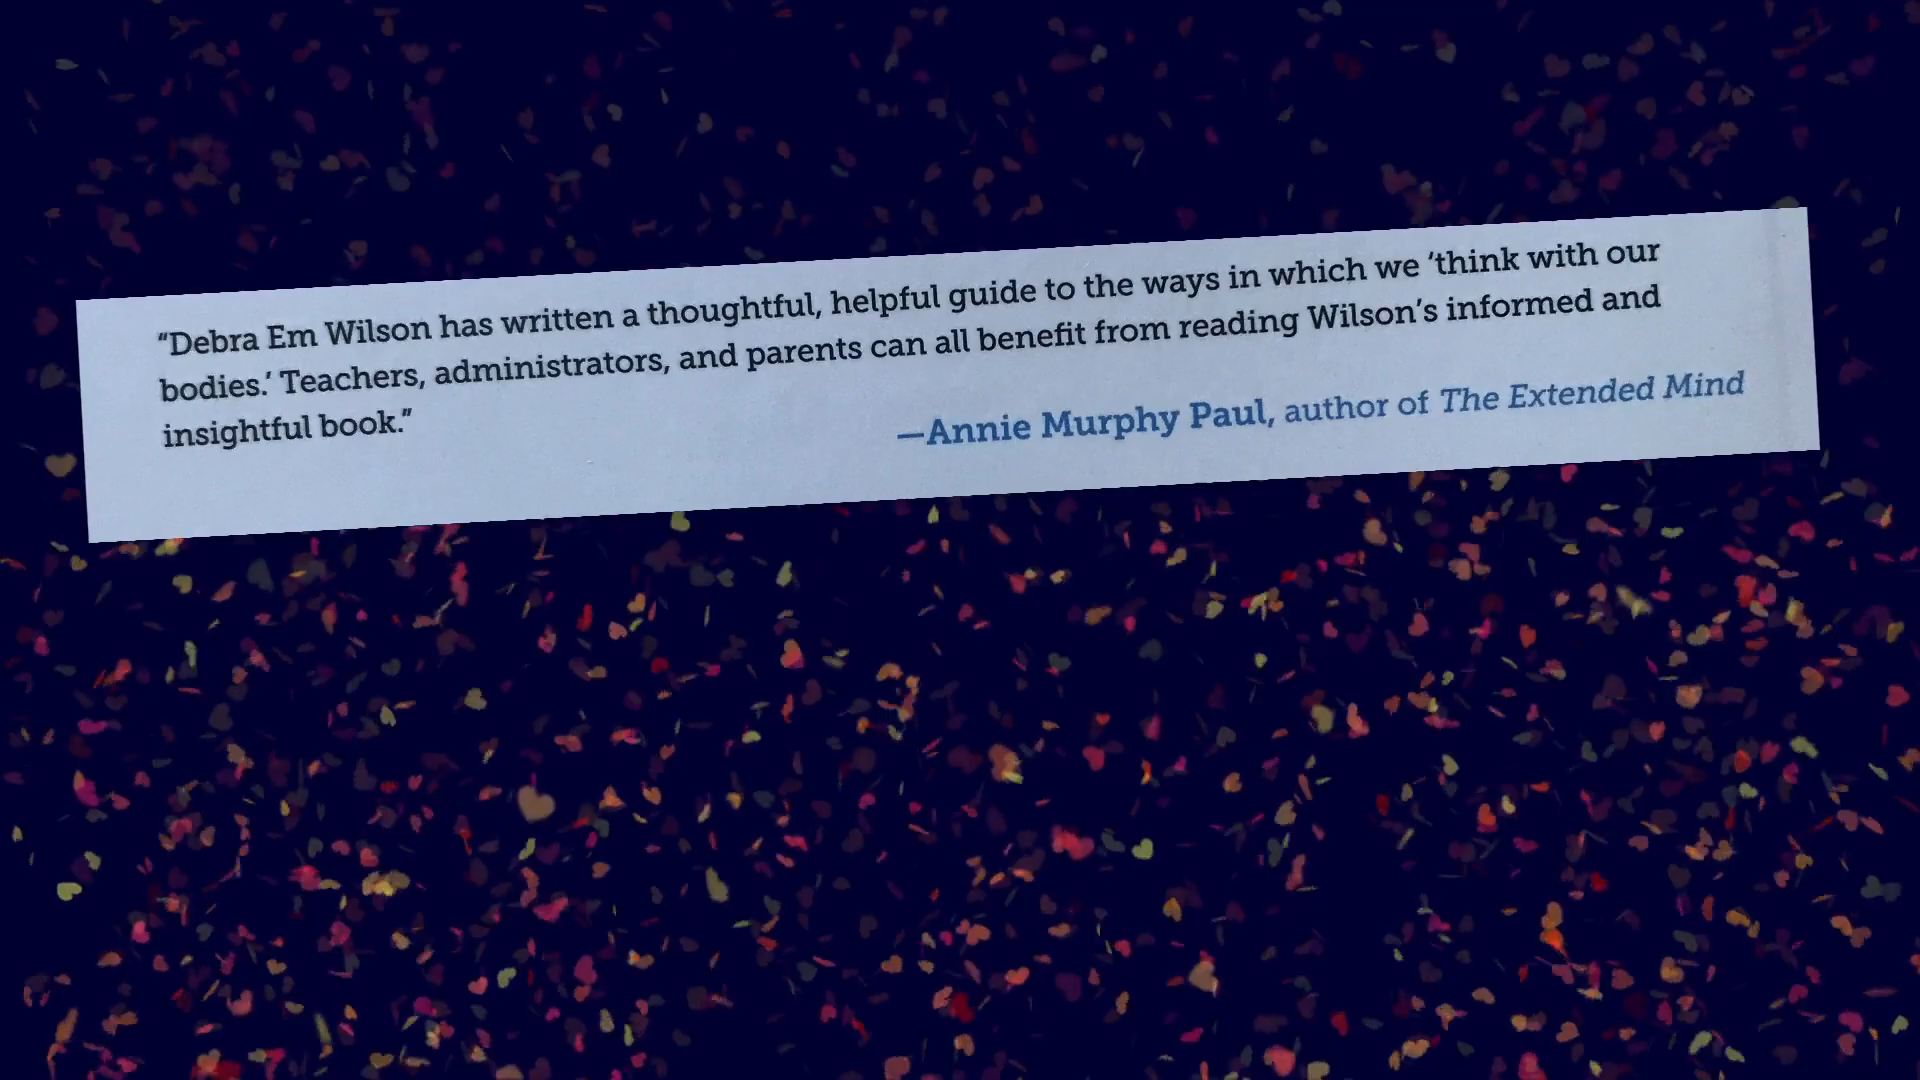 “Debra Em Wilson has written a thoughtful, helpful guide to the ways in which we ‘think with our
bodies.’ Teachers, administrators, and parents can all benefit from reading Wilson’s informed and
insightful book.”
—Annie Murphy Paul, author of The Extended Mind